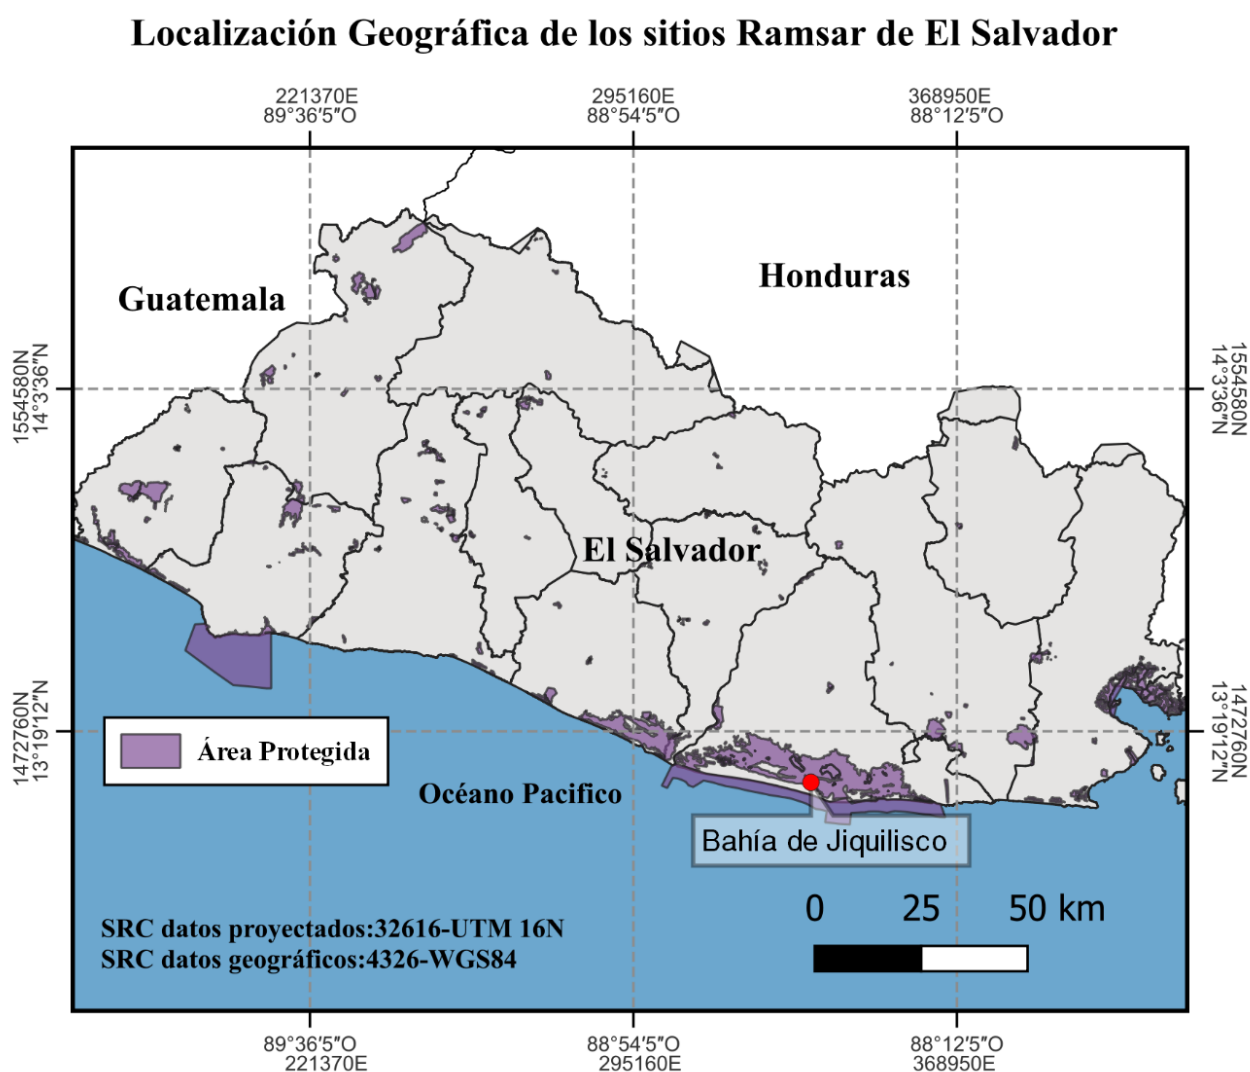 Localización Geográfica de los sitios Ramsar de El Salvador
221370E
89°36′5″O
295160E
88°54′5″O
368950E
88°12′5″O
Honduras
Guatemala
1554580N
14°3′36″N
1554580N
14°3′36″N
El Salvador
1472760N
13°19′12″N
1472760N
13°19′12″N
Área Protegida
Océano Pacifico
Bahía de Jiquilisco
0 25 50 km
SRC datos proyectados:32616-UTM 16N
SRC datos geográficos:4326-WGS84
89°36′5″O
221370E
88°54′5″O
295160E
88°12′5″O
368950E